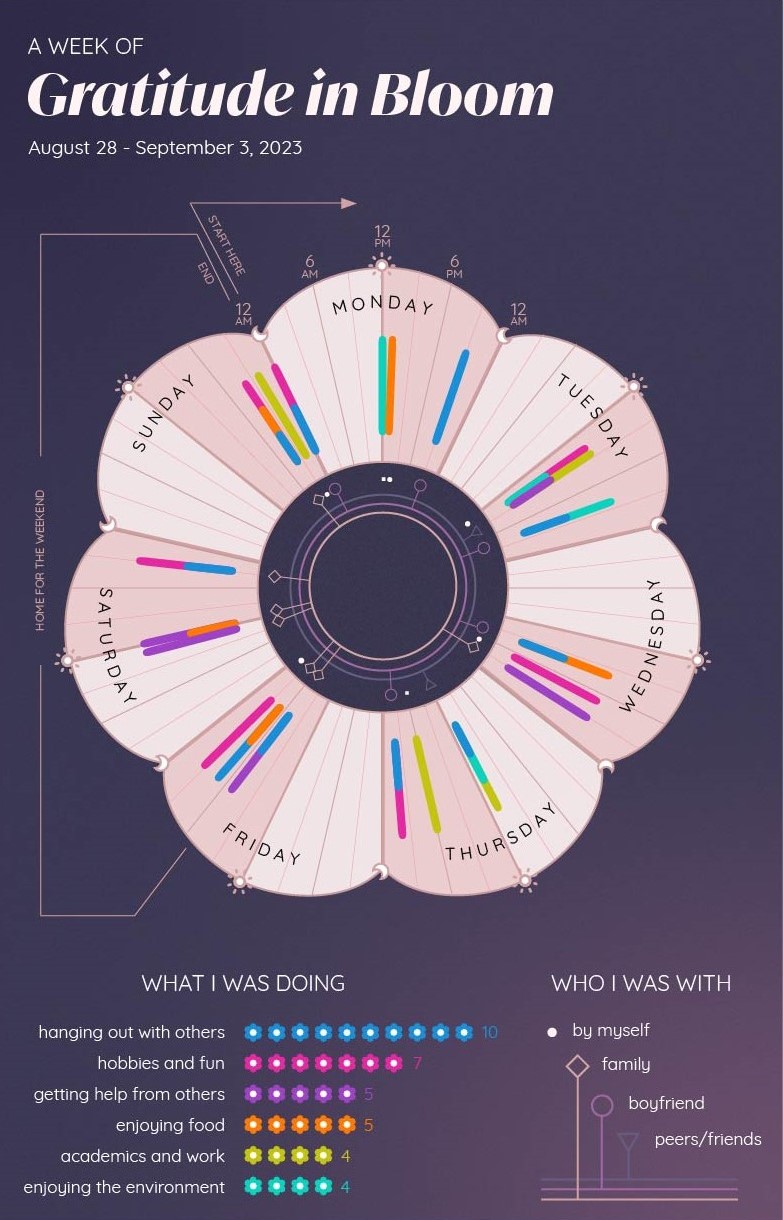 A WEEK OF
Gratitude in Bloom
August 28 - September 3, 2023
START HERE
END
12
PM
6
AM
6
PM
12
AM
12
AM
MONDAY
TUESDAY
WEDNESDAY
THURSDAY
FRIDAY
SATURDAY
SUNDAY
HOME FOR THE WEEKEND
WHAT I WAS DOING
hanging out with others 10
hobbies and fun 7
getting help from others 5
enjoying food 5
academics and work 4
enjoying the environment 4
WHO I WAS WITH
by myself
family
boyfriend
peers/friends